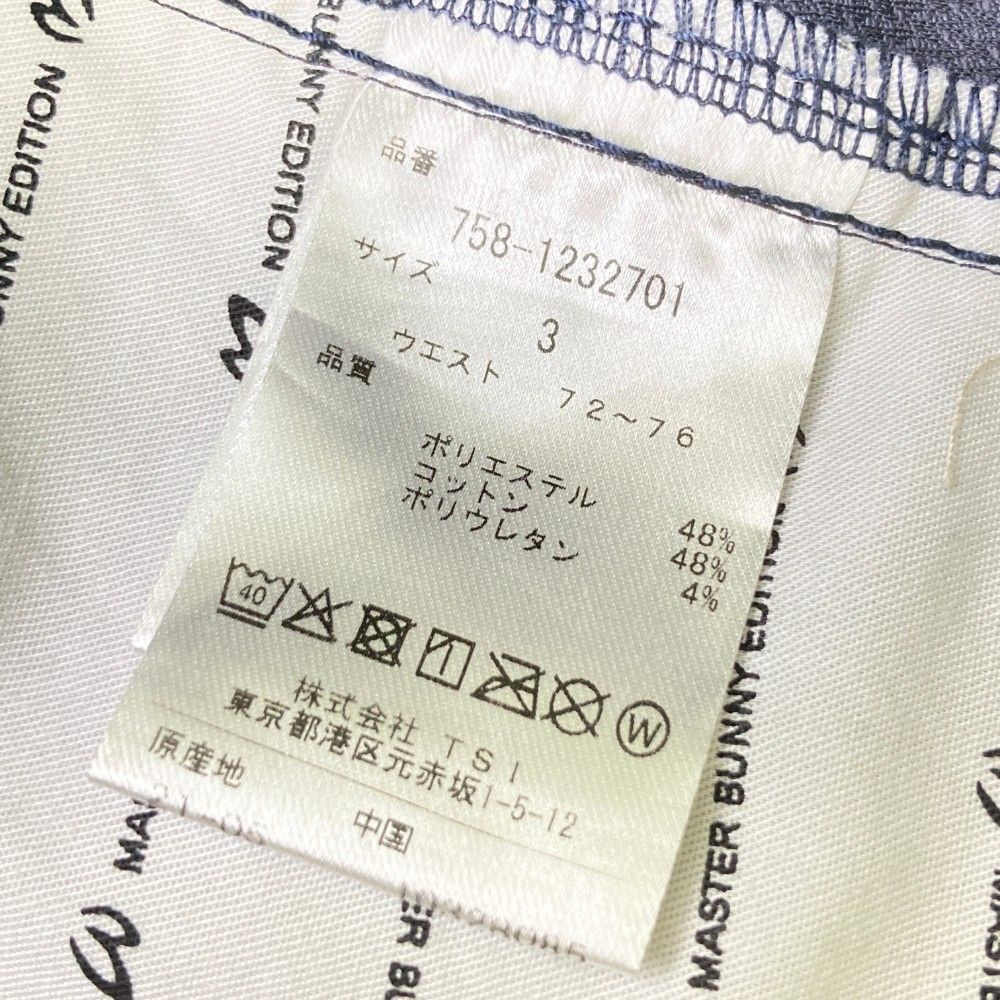 品番
758-1232701
サイズ
3
ウエスト 72～76
品質
ポリエステル 48%
コットン 48%
ポリウレタン 4%
40
W
株式会社 TSI
東京都港区元赤坂1-5-12
原産地
中国
BUNNY EDITION
EDITION
MASTER BUNNY EDITION